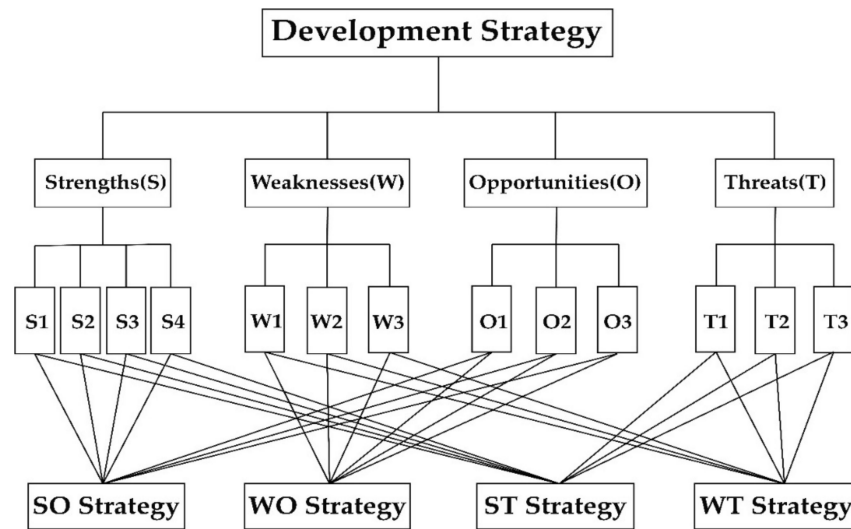 Development Strategy
Strengths(S) Weaknesses(W) Opportunities(O) Threats(T)
S1 S2 S3 S4 W1 W2 W3 O1 O2 O3 T1 T2 T3
SO Strategy WO Strategy ST Strategy WT Strategy